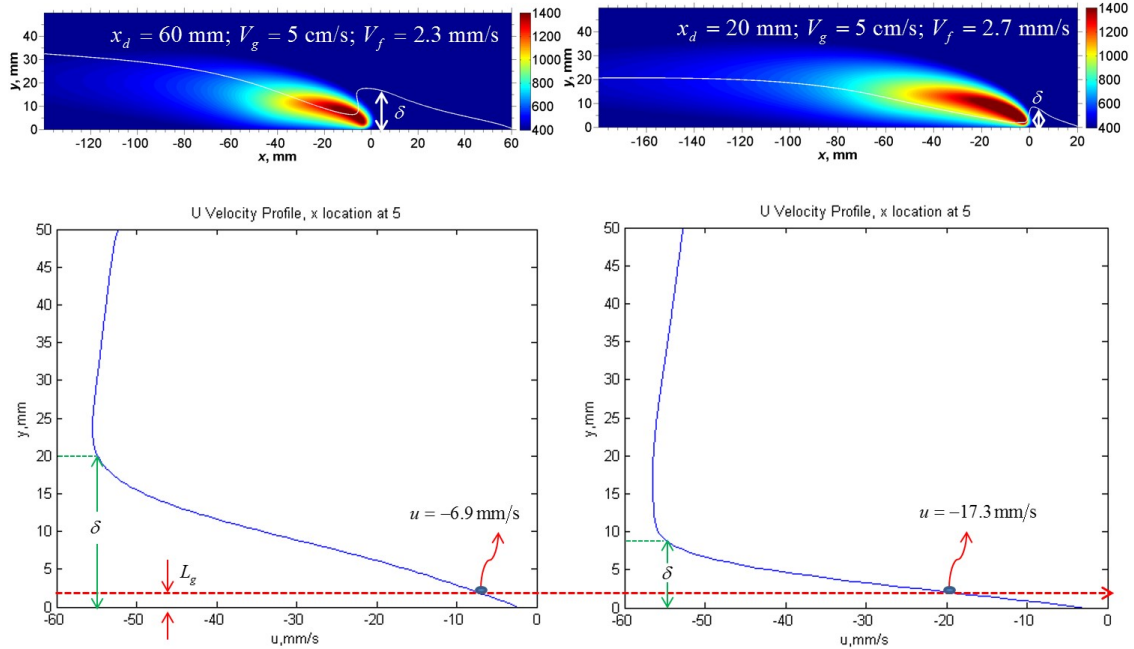 x_d = 60 mm; V_g = 5 cm/s; V_f = 2.3 mm/s
y, mm
50
40
30
20
10
0
-120 -100 -80 -60 -40 -20 0 20 40 60
x, mm
δ
1400
1200
1000
800
600
400
x_d = 20 mm; V_g = 5 cm/s; V_f = 2.7 mm/s
y, mm
50
40
30
20
10
0
-160 -140 -120 -100 -80 -60 -40 -20 0 20
x, mm
δ
1400
1200
1000
800
600
400
U Velocity Profile, x location at 5
y,mm
50
45
40
35
30
25
20
15
10
5
0
-60 -50 -40 -30 -20 -10 0
u,mm/s
δ
L_g
u = −6.9 mm/s
U Velocity Profile, x location at 5
y,mm
50
45
40
35
30
25
20
15
10
5
0
-60 -50 -40 -30 -20 -10 0
u,mm/s
δ
u = −17.3 mm/s